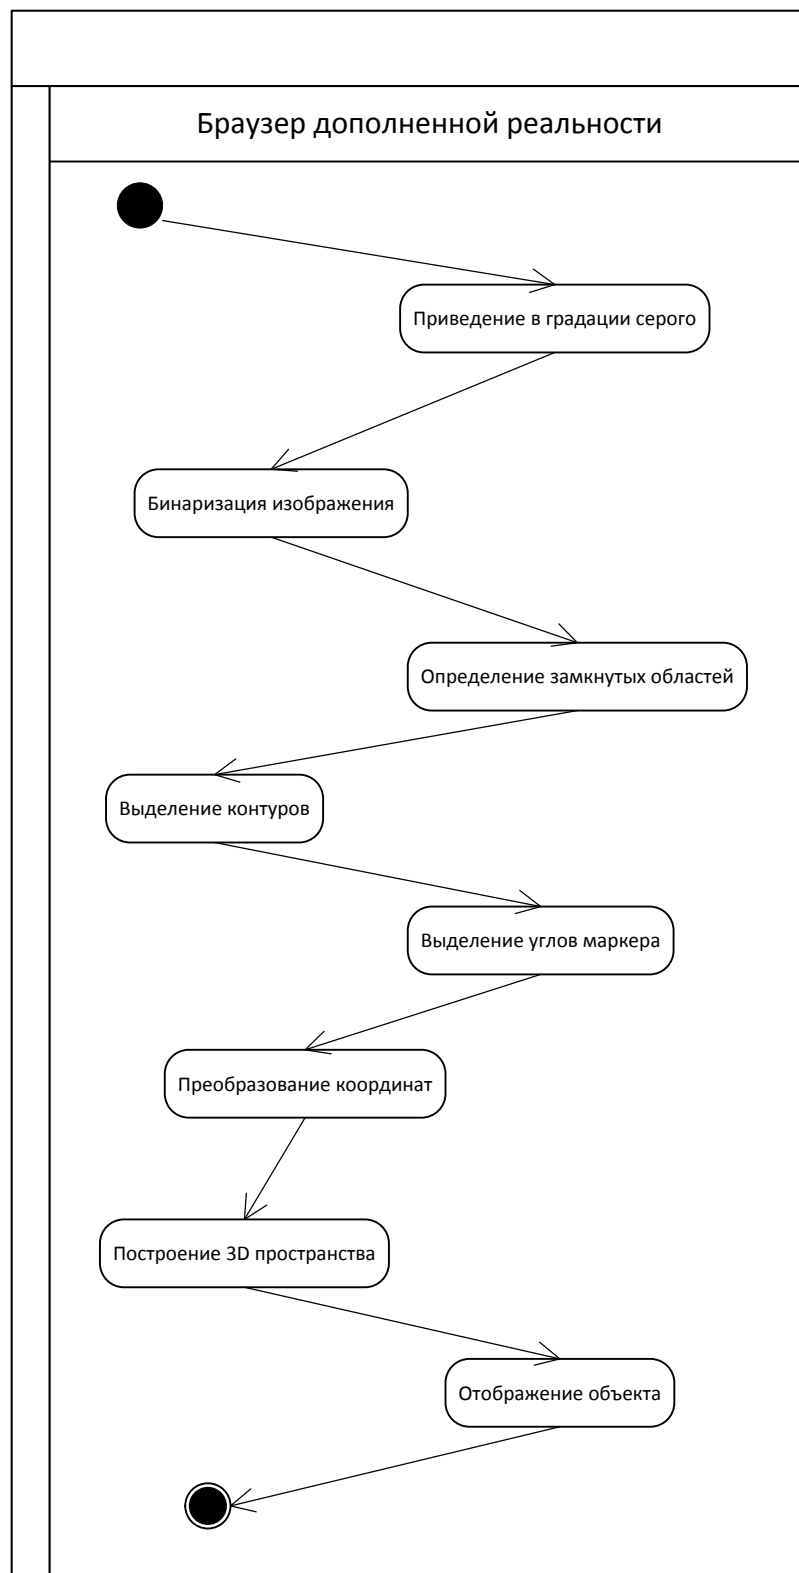 Браузер дополненной реальности
Приведение в градации серого
Бинаризация изображения
Определение замкнутых областей
Выделение контуров
Выделение углов маркера
Преобразование координат
Построение 3D пространства
Отображение объекта